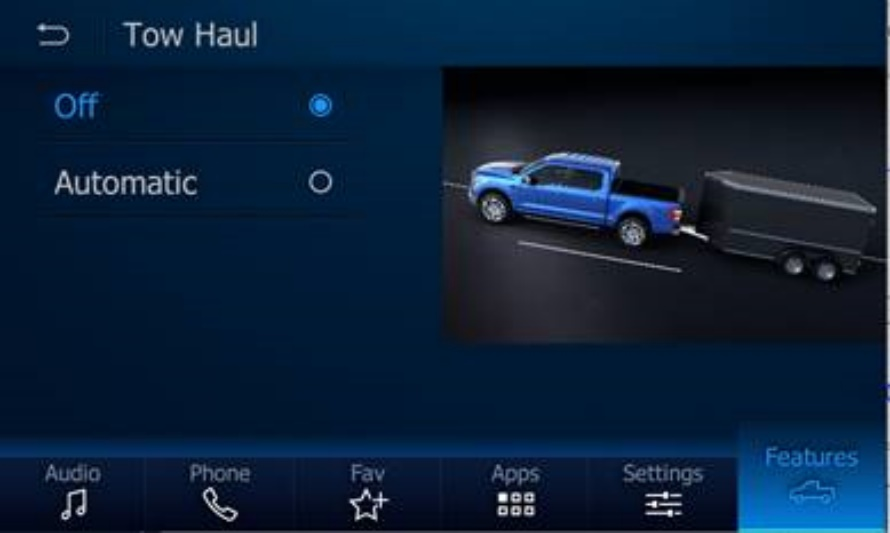 Tow Haul
Off
Automatic
Audio
Phone
Fav
Apps
Settings
Features